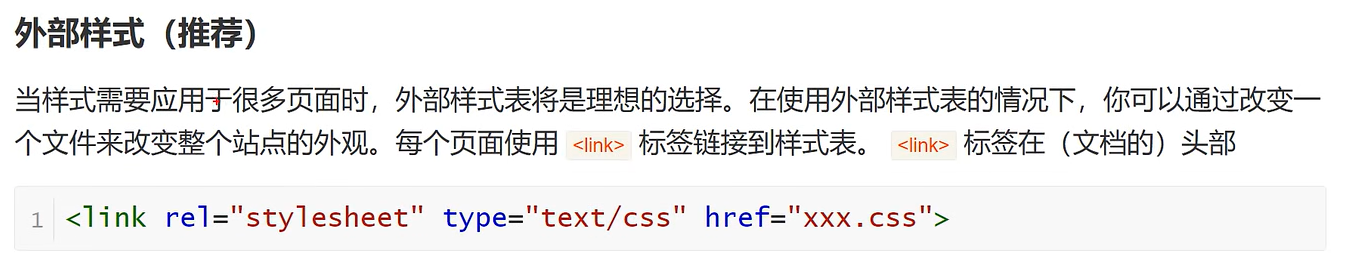 外部样式（推荐）
当样式需要应用于很多页面时，外部样式表将是理想的选择。在使用外部样式表的情况下，你可以通过改变一
个文件来改变整个站点的外观。每个页面使用 <link> 标签链接到样式表。 <link> 标签在（文档的）头部
1 <link rel="stylesheet" type="text/css" href="xxx.css">